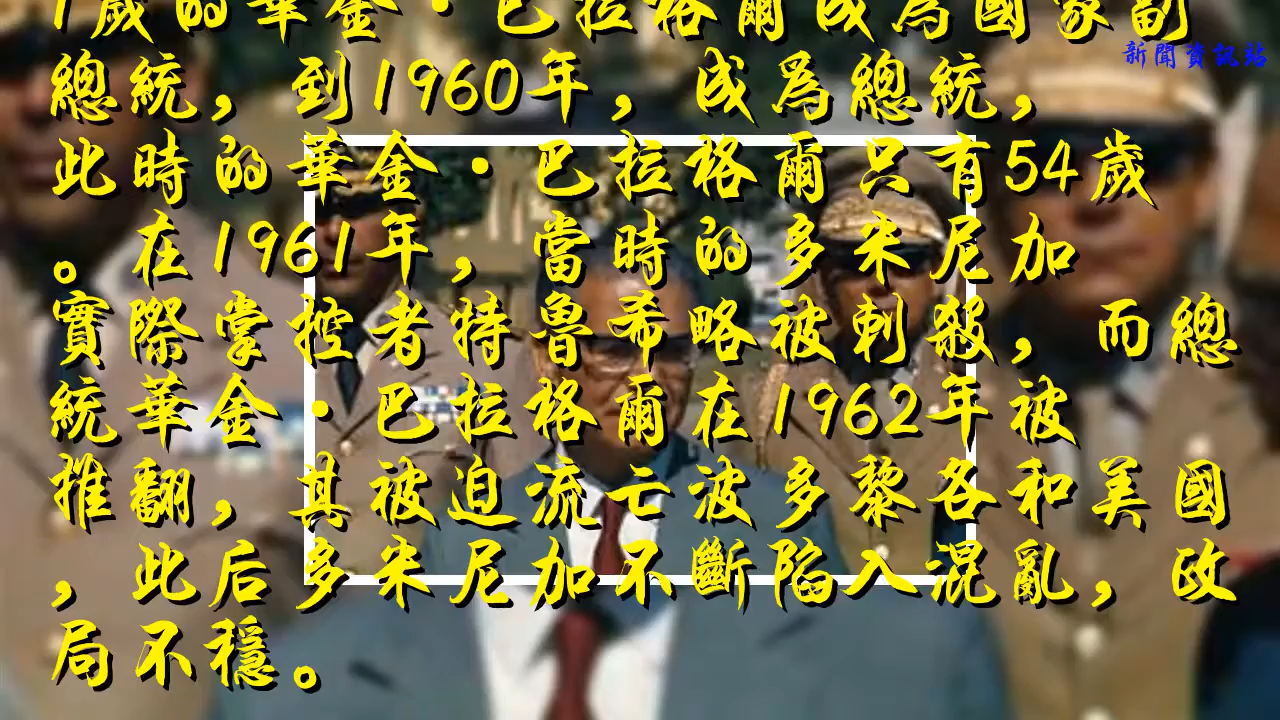 1歲的華金·巴拉格爾成為國家副
新聞資訊站
總統，到1960年，成爲總統，
此時的華金·巴拉格爾只有54歲
。在1961年，當時的多米尼加
實際掌控者特魯希略被刺殺，而總
統華金·巴拉格爾在1962年被
推翻，其被迫流亡波多黎各和美國
，此后多米尼加不斷陷入混亂，政
局不穩。